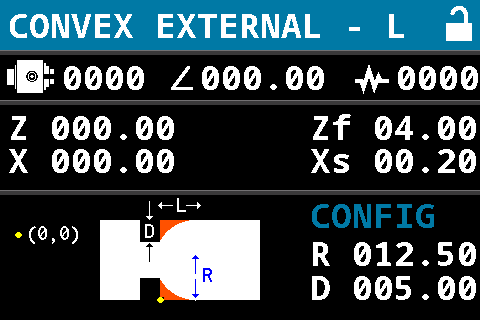 CONVEX EXTERNAL - L
0000 ∠000.00 0000
Z 000.00 Zf 04.00
X 000.00 Xs 00.20
←L→
D
(0,0)
R
CONFIG
R 012.50
D 005.00